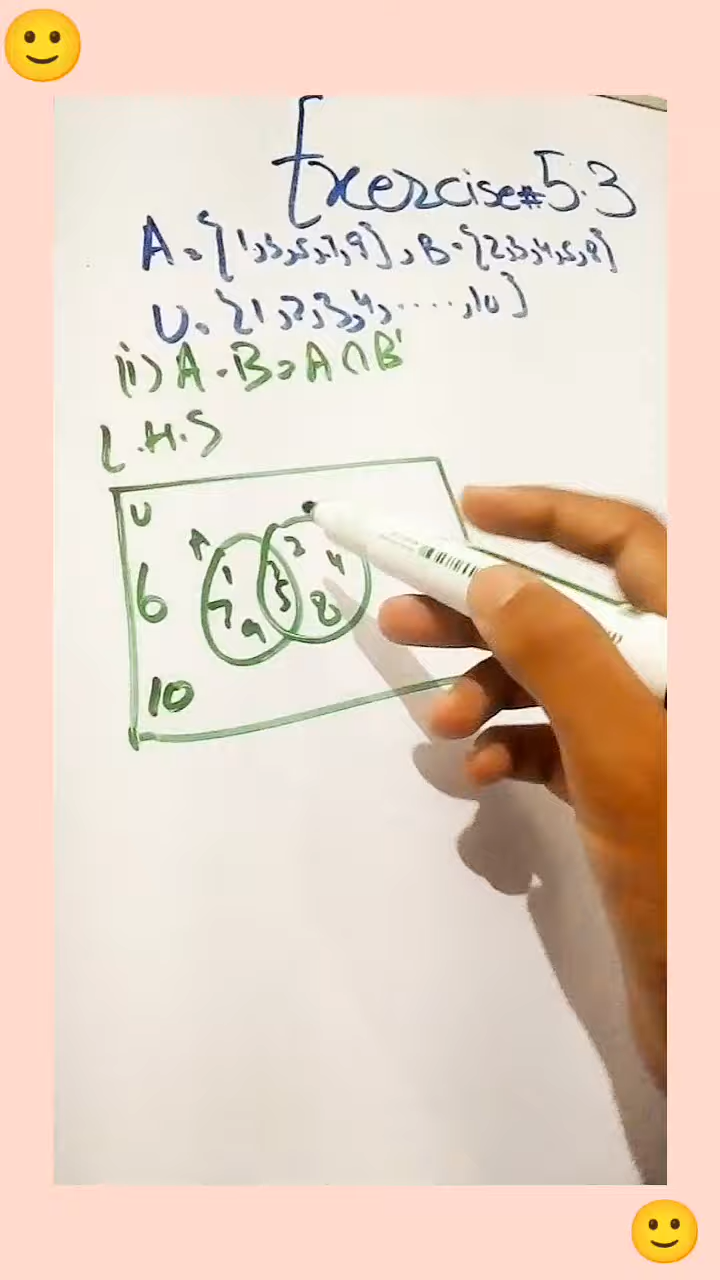 Exercise#5.3
A={1,3,5,7,9},B={2,3,4,5,8}
U={1,2,3,4,.....,10}
(i)A-B=A∩B'
L.H.S
U
A
2
1
3
4
6
7
5
8
9
10